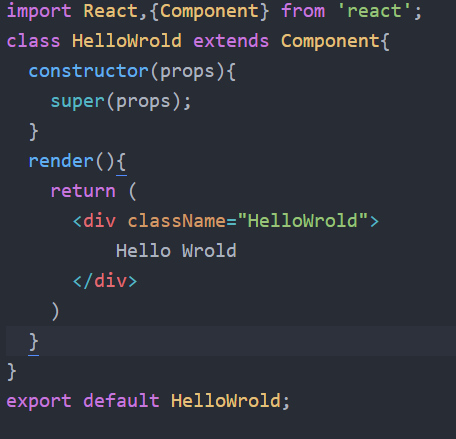 import React,{Component} from 'react';
class HelloWrold extends Component{
  constructor(props){
    super(props);
  }
  render(){
    return (
      <div className="HelloWrold">
          Hello Wrold
      </div>
    )
  }
}
export default HelloWrold;